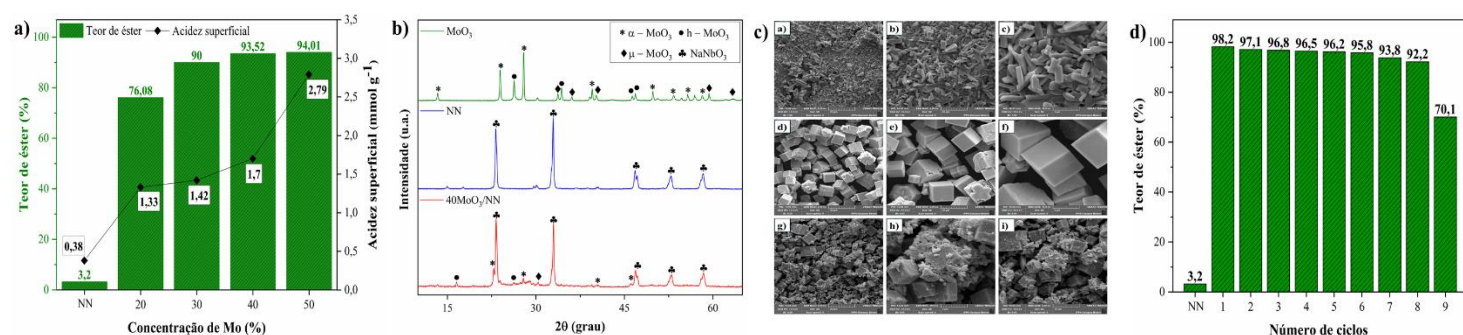 a)
Teor de éster
Acidez superficial
100
80
60
40
20
0
Teor de éster (%)
3,2
76,08
90
93,52
94,01
0,38
1,33
1,42
1,7
2,79
3,5
3,0
2,5
2,0
1,5
1,0
0,5
0,0
Acidez superficial (mmol g⁻¹)
NN 20 30 40 50
Concentração de Mo (%)
b)
MoO₃
* α – MoO₃ ● h – MoO₃
♦ μ – MoO₃ ♣ NaNbO₃
NN
40MoO₃/NN
Intensidade (u.a.)
15 30 45 60
2θ (grau)
c)
a) b) c)
d) e) f)
g) h) i)
d)
100
80
60
40
20
0
Teor de éster (%)
3,2 98,2 97,1 96,8 96,5 96,2 95,8 93,8 92,2 70,1
NN 1 2 3 4 5 6 7 8 9
Número de ciclos